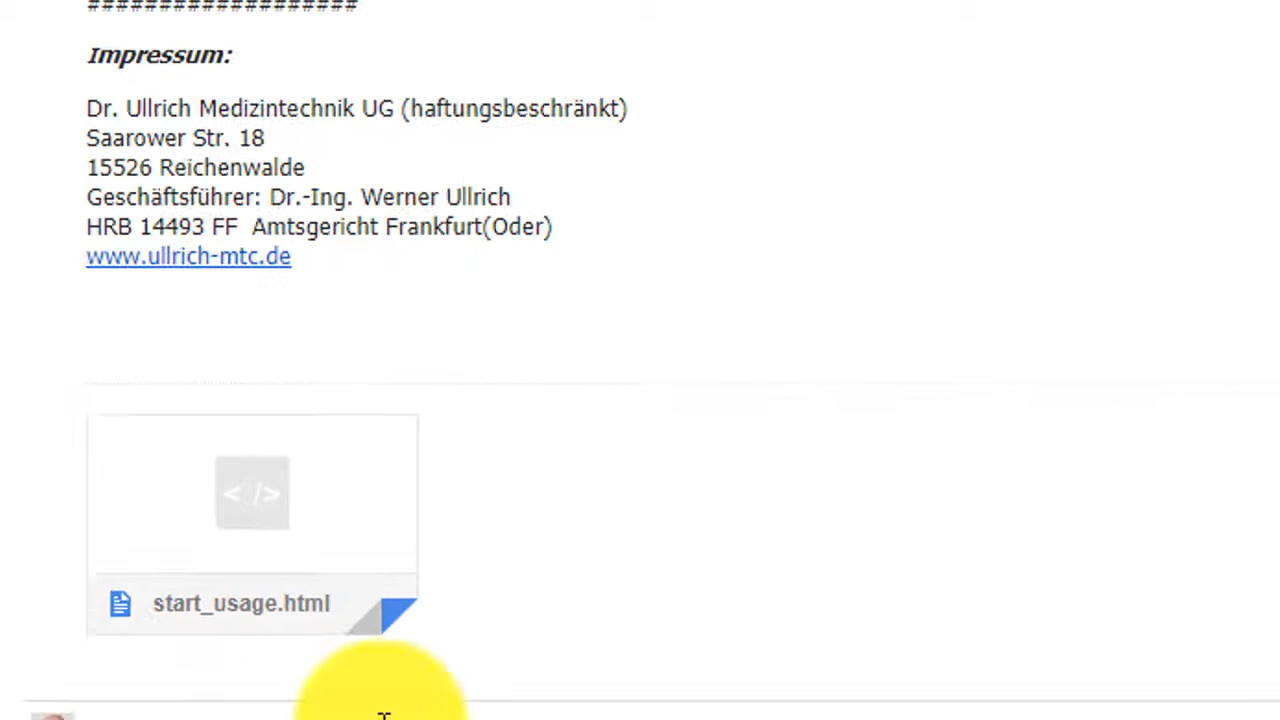 ###################
Impressum:
Dr. Ullrich Medizintechnik UG (haftungsbeschränkt)
Saarower Str. 18
15526 Reichenwalde
Geschäftsführer: Dr.-Ing. Werner Ullrich
HRB 14493 FF  Amtsgericht Frankfurt(Oder)
www.ullrich-mtc.de
< />
start_usage.html